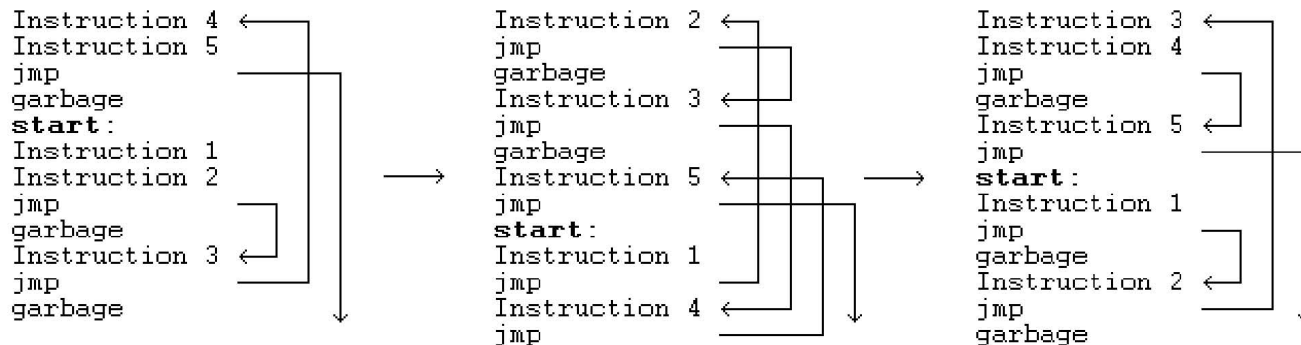 Instruction 4
Instruction 5
jmp
garbage
start:
Instruction 1
Instruction 2
jmp
garbage
Instruction 3
jmp
garbage
Instruction 2
jmp
garbage
Instruction 3
jmp
garbage
Instruction 5
jmp
start:
Instruction 1
jmp
Instruction 4
jmp
Instruction 3
Instruction 4
jmp
garbage
Instruction 5
jmp
start:
Instruction 1
jmp
garbage
Instruction 2
jmp
garbage